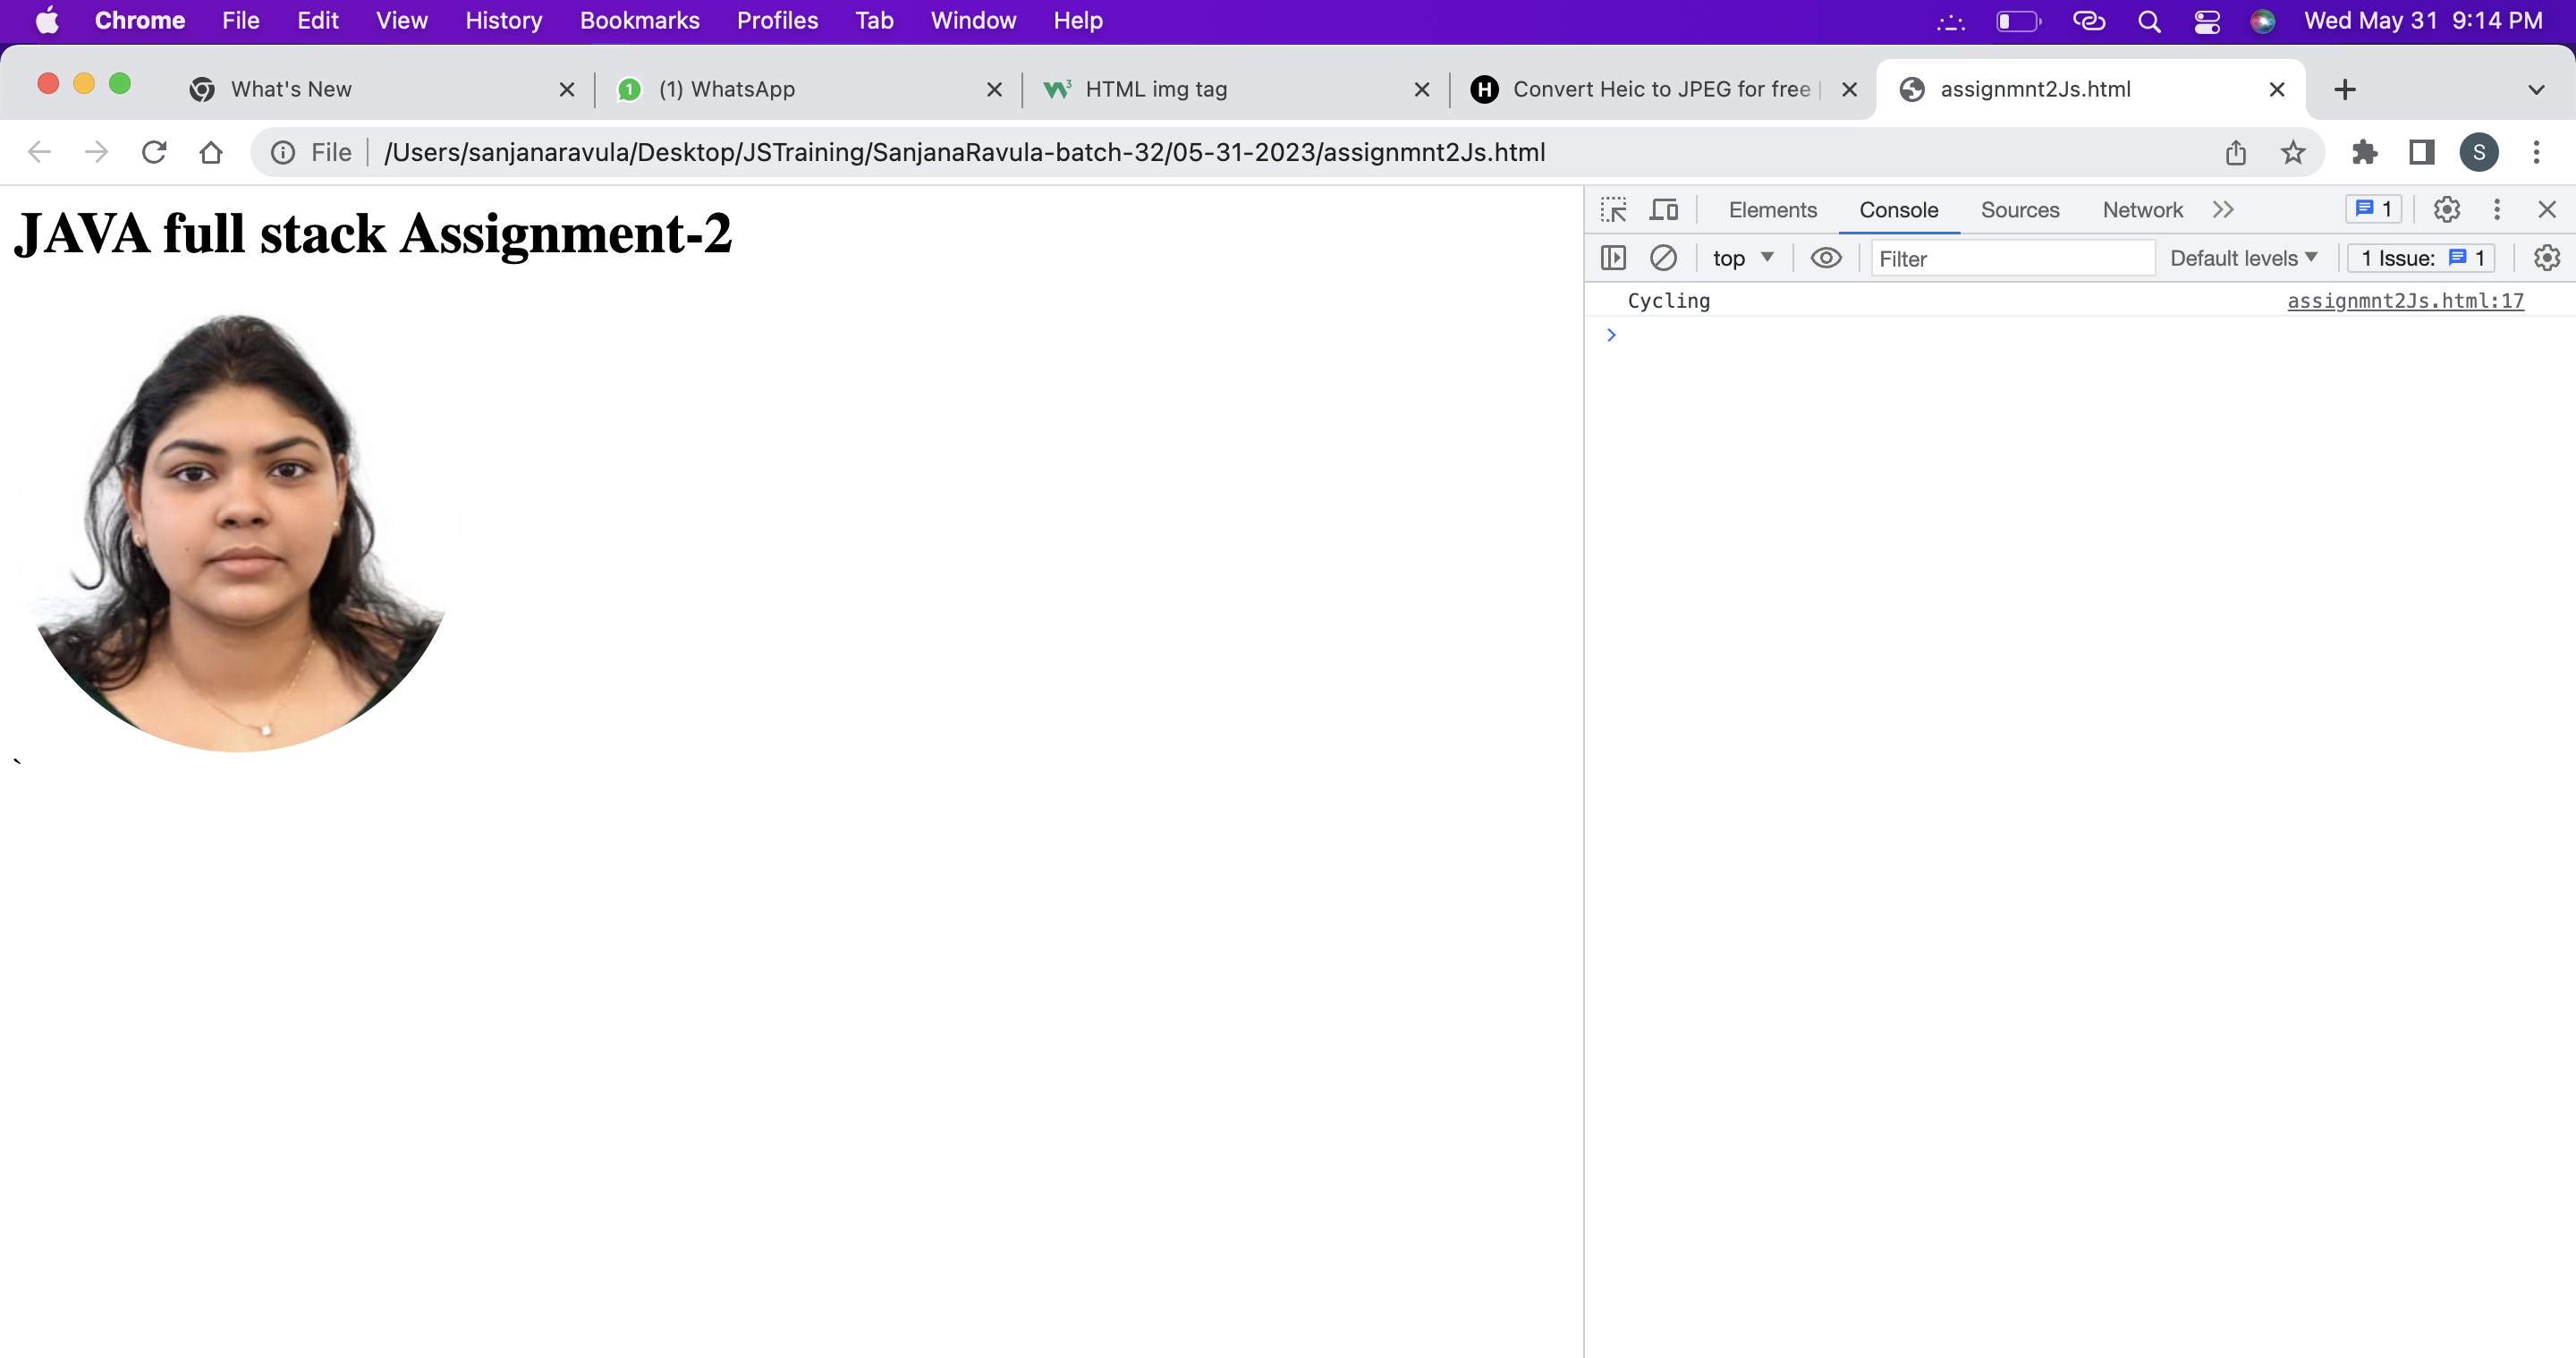 Chrome File Edit View History Bookmarks Profiles Tab Window Help Wed May 31 9:14 PM
What's New 1 (1) WhatsApp W3 HTML img tag H Convert Heic to JPEG for free | assignmnt2Js.html
File | /Users/sanjanaravula/Desktop/JSTraining/SanjanaRavula-batch-32/05-31-2023/assignmnt2Js.html S
JAVA full stack Assignment-2
`
Elements Console Sources Network 1
top Filter Default levels 1 Issue: 1
Cycling assignmnt2Js.html:17